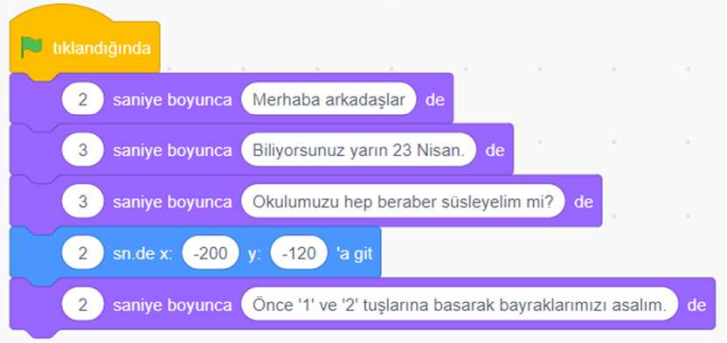 tıklandığında
2 saniye boyunca Merhaba arkadaşlar de
3 saniye boyunca Biliyorsunuz yarın 23 Nisan. de
3 saniye boyunca Okulumuzu hep beraber süsleyelim mi? de
2 sn.de x: -200 y: -120 'a git
2 saniye boyunca Önce '1' ve '2' tuşlarına basarak bayraklarımızı asalım. de